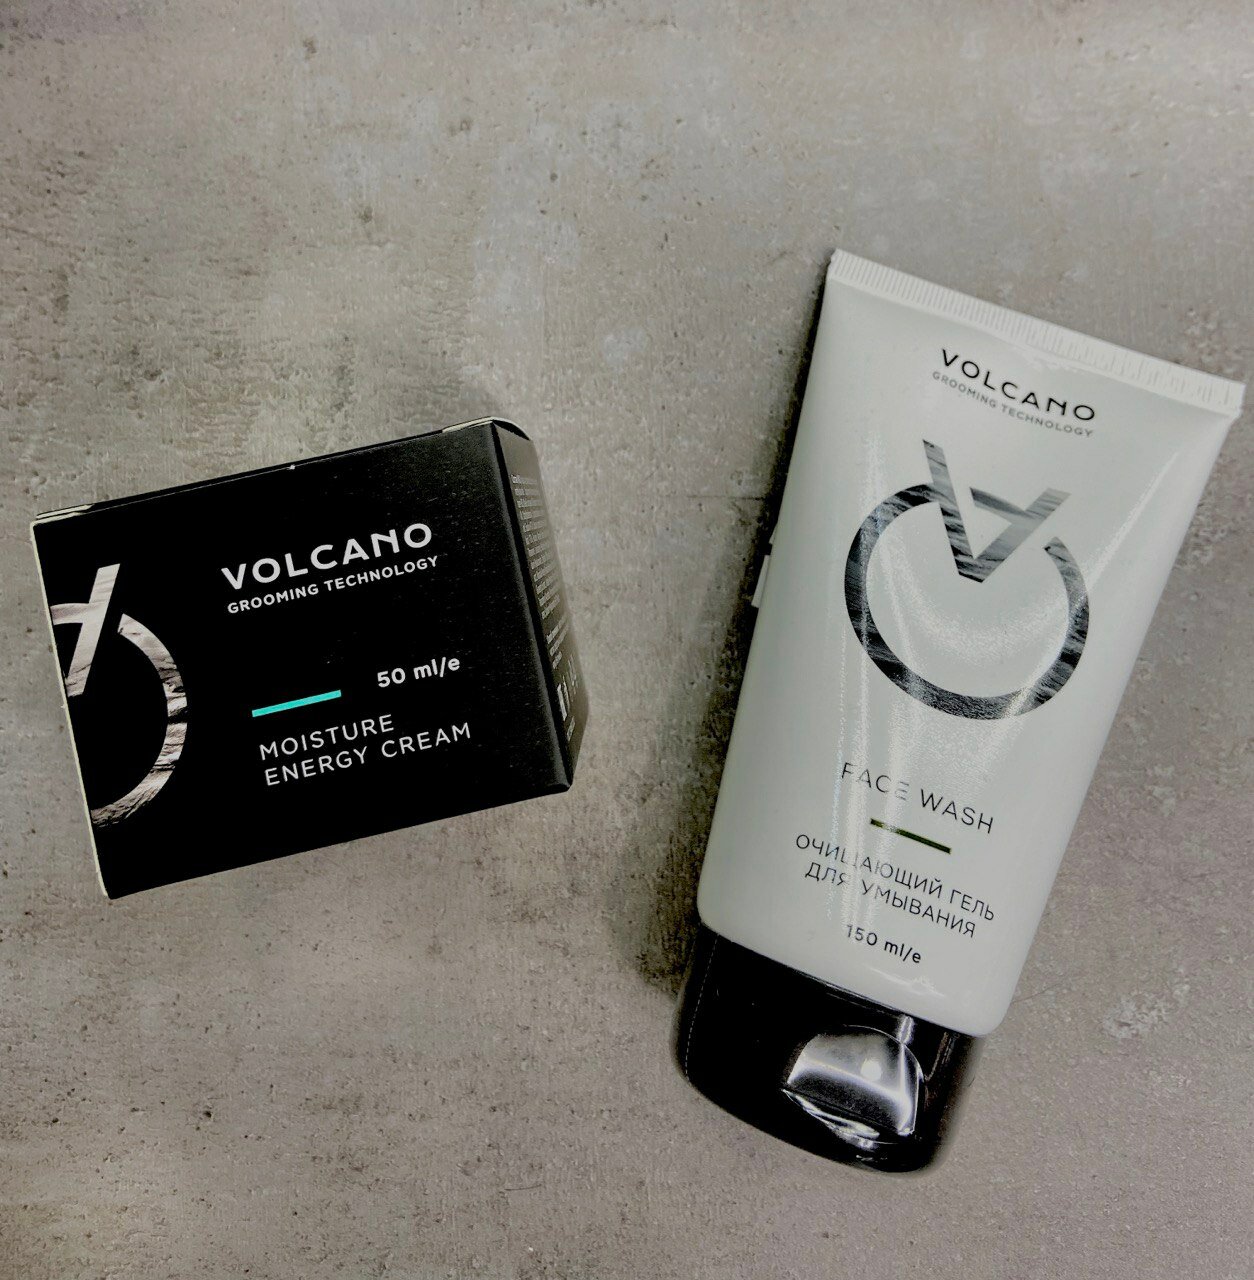 VOLCANO
GROOMING TECHNOLOGY
50 ml/e
MOISTURE
ENERGY CREAM
VOLCANO
GROOMING TECHNOLOGY
FACE WASH
ОЧИЩАЮЩИЙ ГЕЛЬ
ДЛЯ УМЫВАНИЯ
150 ml/e